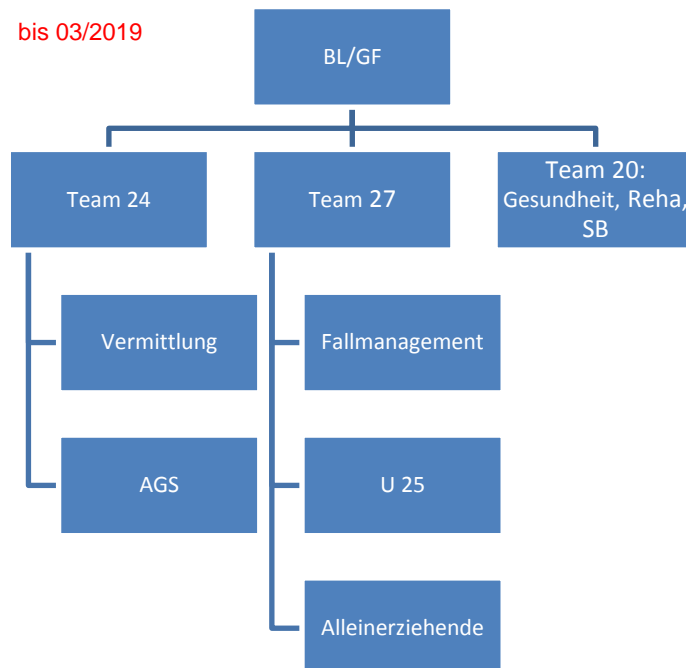 bis 03/2019
BL/GF
Team 24
Team 27
Team 20:
Gesundheit, Reha,
SB
Vermittlung
Fallmanagement
AGS
U 25
Alleinerziehende